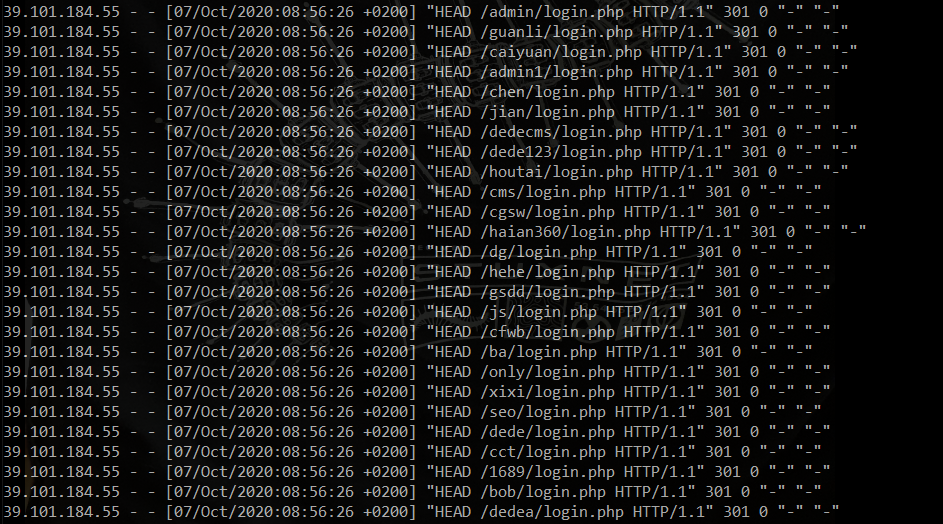 39.101.184.55 - - [07/Oct/2020:08:56:26 +0200] "HEAD /admin/login.php HTTP/1.1" 301 0 "-" "-"
39.101.184.55 - - [07/Oct/2020:08:56:26 +0200] "HEAD /guanli/login.php HTTP/1.1" 301 0 "-" "-"
39.101.184.55 - - [07/Oct/2020:08:56:26 +0200] "HEAD /caiyuan/login.php HTTP/1.1" 301 0 "-" "-"
39.101.184.55 - - [07/Oct/2020:08:56:26 +0200] "HEAD /admin1/login.php HTTP/1.1" 301 0 "-" "-"
39.101.184.55 - - [07/Oct/2020:08:56:26 +0200] "HEAD /chen/login.php HTTP/1.1" 301 0 "-" "-"
39.101.184.55 - - [07/Oct/2020:08:56:26 +0200] "HEAD /jian/login.php HTTP/1.1" 301 0 "-" "-"
39.101.184.55 - - [07/Oct/2020:08:56:26 +0200] "HEAD /dedecms/login.php HTTP/1.1" 301 0 "-" "-"
39.101.184.55 - - [07/Oct/2020:08:56:26 +0200] "HEAD /dede123/login.php HTTP/1.1" 301 0 "-" "-"
39.101.184.55 - - [07/Oct/2020:08:56:26 +0200] "HEAD /houtai/login.php HTTP/1.1" 301 0 "-" "-"
39.101.184.55 - - [07/Oct/2020:08:56:26 +0200] "HEAD /cms/login.php HTTP/1.1" 301 0 "-" "-"
39.101.184.55 - - [07/Oct/2020:08:56:26 +0200] "HEAD /cgsw/login.php HTTP/1.1" 301 0 "-" "-"
39.101.184.55 - - [07/Oct/2020:08:56:26 +0200] "HEAD /haian360/login.php HTTP/1.1" 301 0 "-" "-"
39.101.184.55 - - [07/Oct/2020:08:56:26 +0200] "HEAD /dg/login.php HTTP/1.1" 301 0 "-" "-"
39.101.184.55 - - [07/Oct/2020:08:56:26 +0200] "HEAD /hehe/login.php HTTP/1.1" 301 0 "-" "-"
39.101.184.55 - - [07/Oct/2020:08:56:26 +0200] "HEAD /gsdd/login.php HTTP/1.1" 301 0 "-" "-"
39.101.184.55 - - [07/Oct/2020:08:56:26 +0200] "HEAD /js/login.php HTTP/1.1" 301 0 "-" "-"
39.101.184.55 - - [07/Oct/2020:08:56:26 +0200] "HEAD /cfwb/login.php HTTP/1.1" 301 0 "-" "-"
39.101.184.55 - - [07/Oct/2020:08:56:26 +0200] "HEAD /ba/login.php HTTP/1.1" 301 0 "-" "-"
39.101.184.55 - - [07/Oct/2020:08:56:26 +0200] "HEAD /only/login.php HTTP/1.1" 301 0 "-" "-"
39.101.184.55 - - [07/Oct/2020:08:56:26 +0200] "HEAD /xixi/login.php HTTP/1.1" 301 0 "-" "-"
39.101.184.55 - - [07/Oct/2020:08:56:26 +0200] "HEAD /seo/login.php HTTP/1.1" 301 0 "-" "-"
39.101.184.55 - - [07/Oct/2020:08:56:26 +0200] "HEAD /dede/login.php HTTP/1.1" 301 0 "-" "-"
39.101.184.55 - - [07/Oct/2020:08:56:26 +0200] "HEAD /cct/login.php HTTP/1.1" 301 0 "-" "-"
39.101.184.55 - - [07/Oct/2020:08:56:26 +0200] "HEAD /1689/login.php HTTP/1.1" 301 0 "-" "-"
39.101.184.55 - - [07/Oct/2020:08:56:26 +0200] "HEAD /bob/login.php HTTP/1.1" 301 0 "-" "-"
39.101.184.55 - - [07/Oct/2020:08:56:26 +0200] "HEAD /dedea/login.php HTTP/1.1" 301 0 "-" "-"